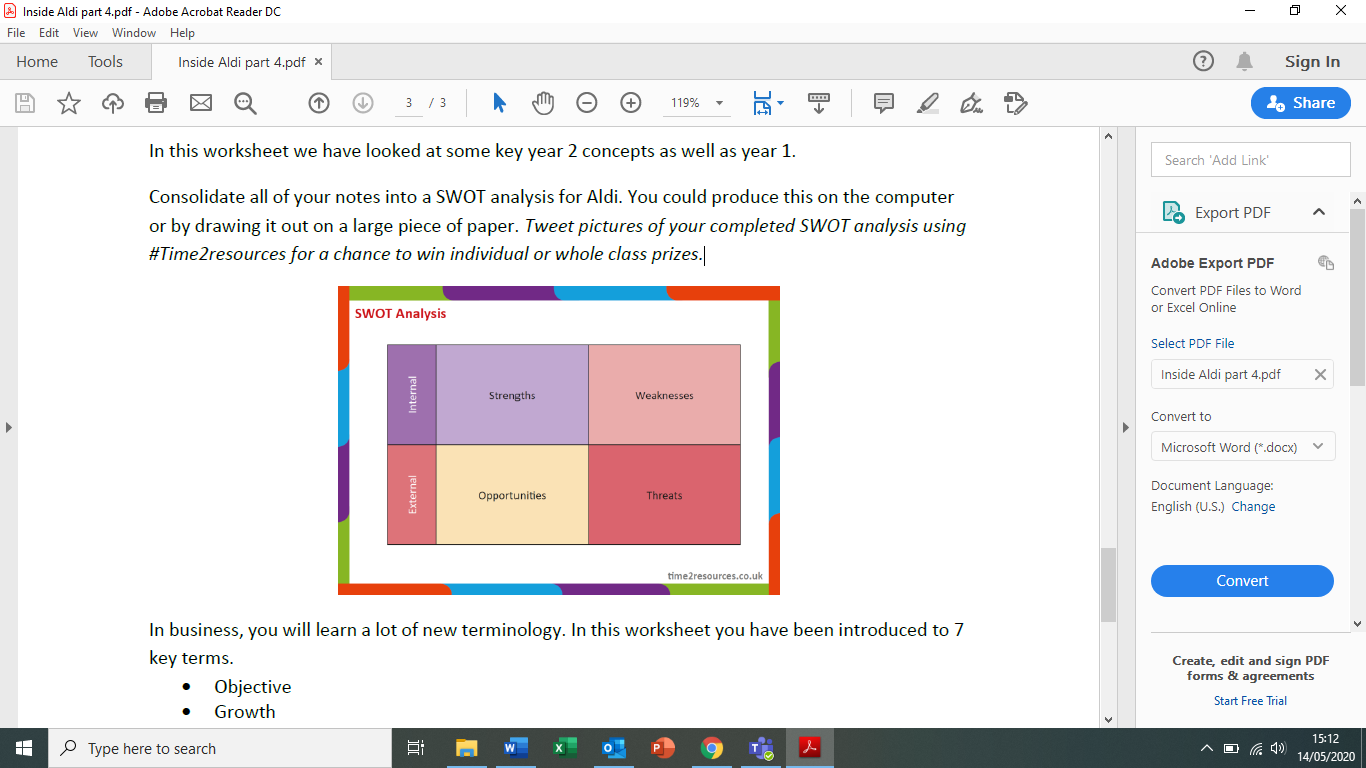 Inside Aldi part 4.pdf - Adobe Acrobat Reader DC
File Edit View Window Help
Home Tools Inside Aldi part 4.pdf × Sign In
3 / 3 119% Share
In this worksheet we have looked at some key year 2 concepts as well as year 1.
Consolidate all of your notes into a SWOT analysis for Aldi. You could produce this on the computer
or by drawing it out on a large piece of paper. Tweet pictures of your completed SWOT analysis using
#Time2resources for a chance to win individual or whole class prizes.
SWOT Analysis
Internal
Strengths
Weaknesses
External
Opportunities
Threats
time2resources.co.uk
In business, you will learn a lot of new terminology. In this worksheet you have been introduced to 7
key terms.
• Objective
• Growth
Search 'Add Link'
Export PDF
Adobe Export PDF
Convert PDF Files to Word
or Excel Online
Select PDF File
Inside Aldi part 4.pdf
Convert to
Microsoft Word (*.docx)
Document Language:
English (U.S.) Change
Convert
Create, edit and sign PDF
forms & agreements
Start Free Trial
Type here to search
15:12
14/05/2020